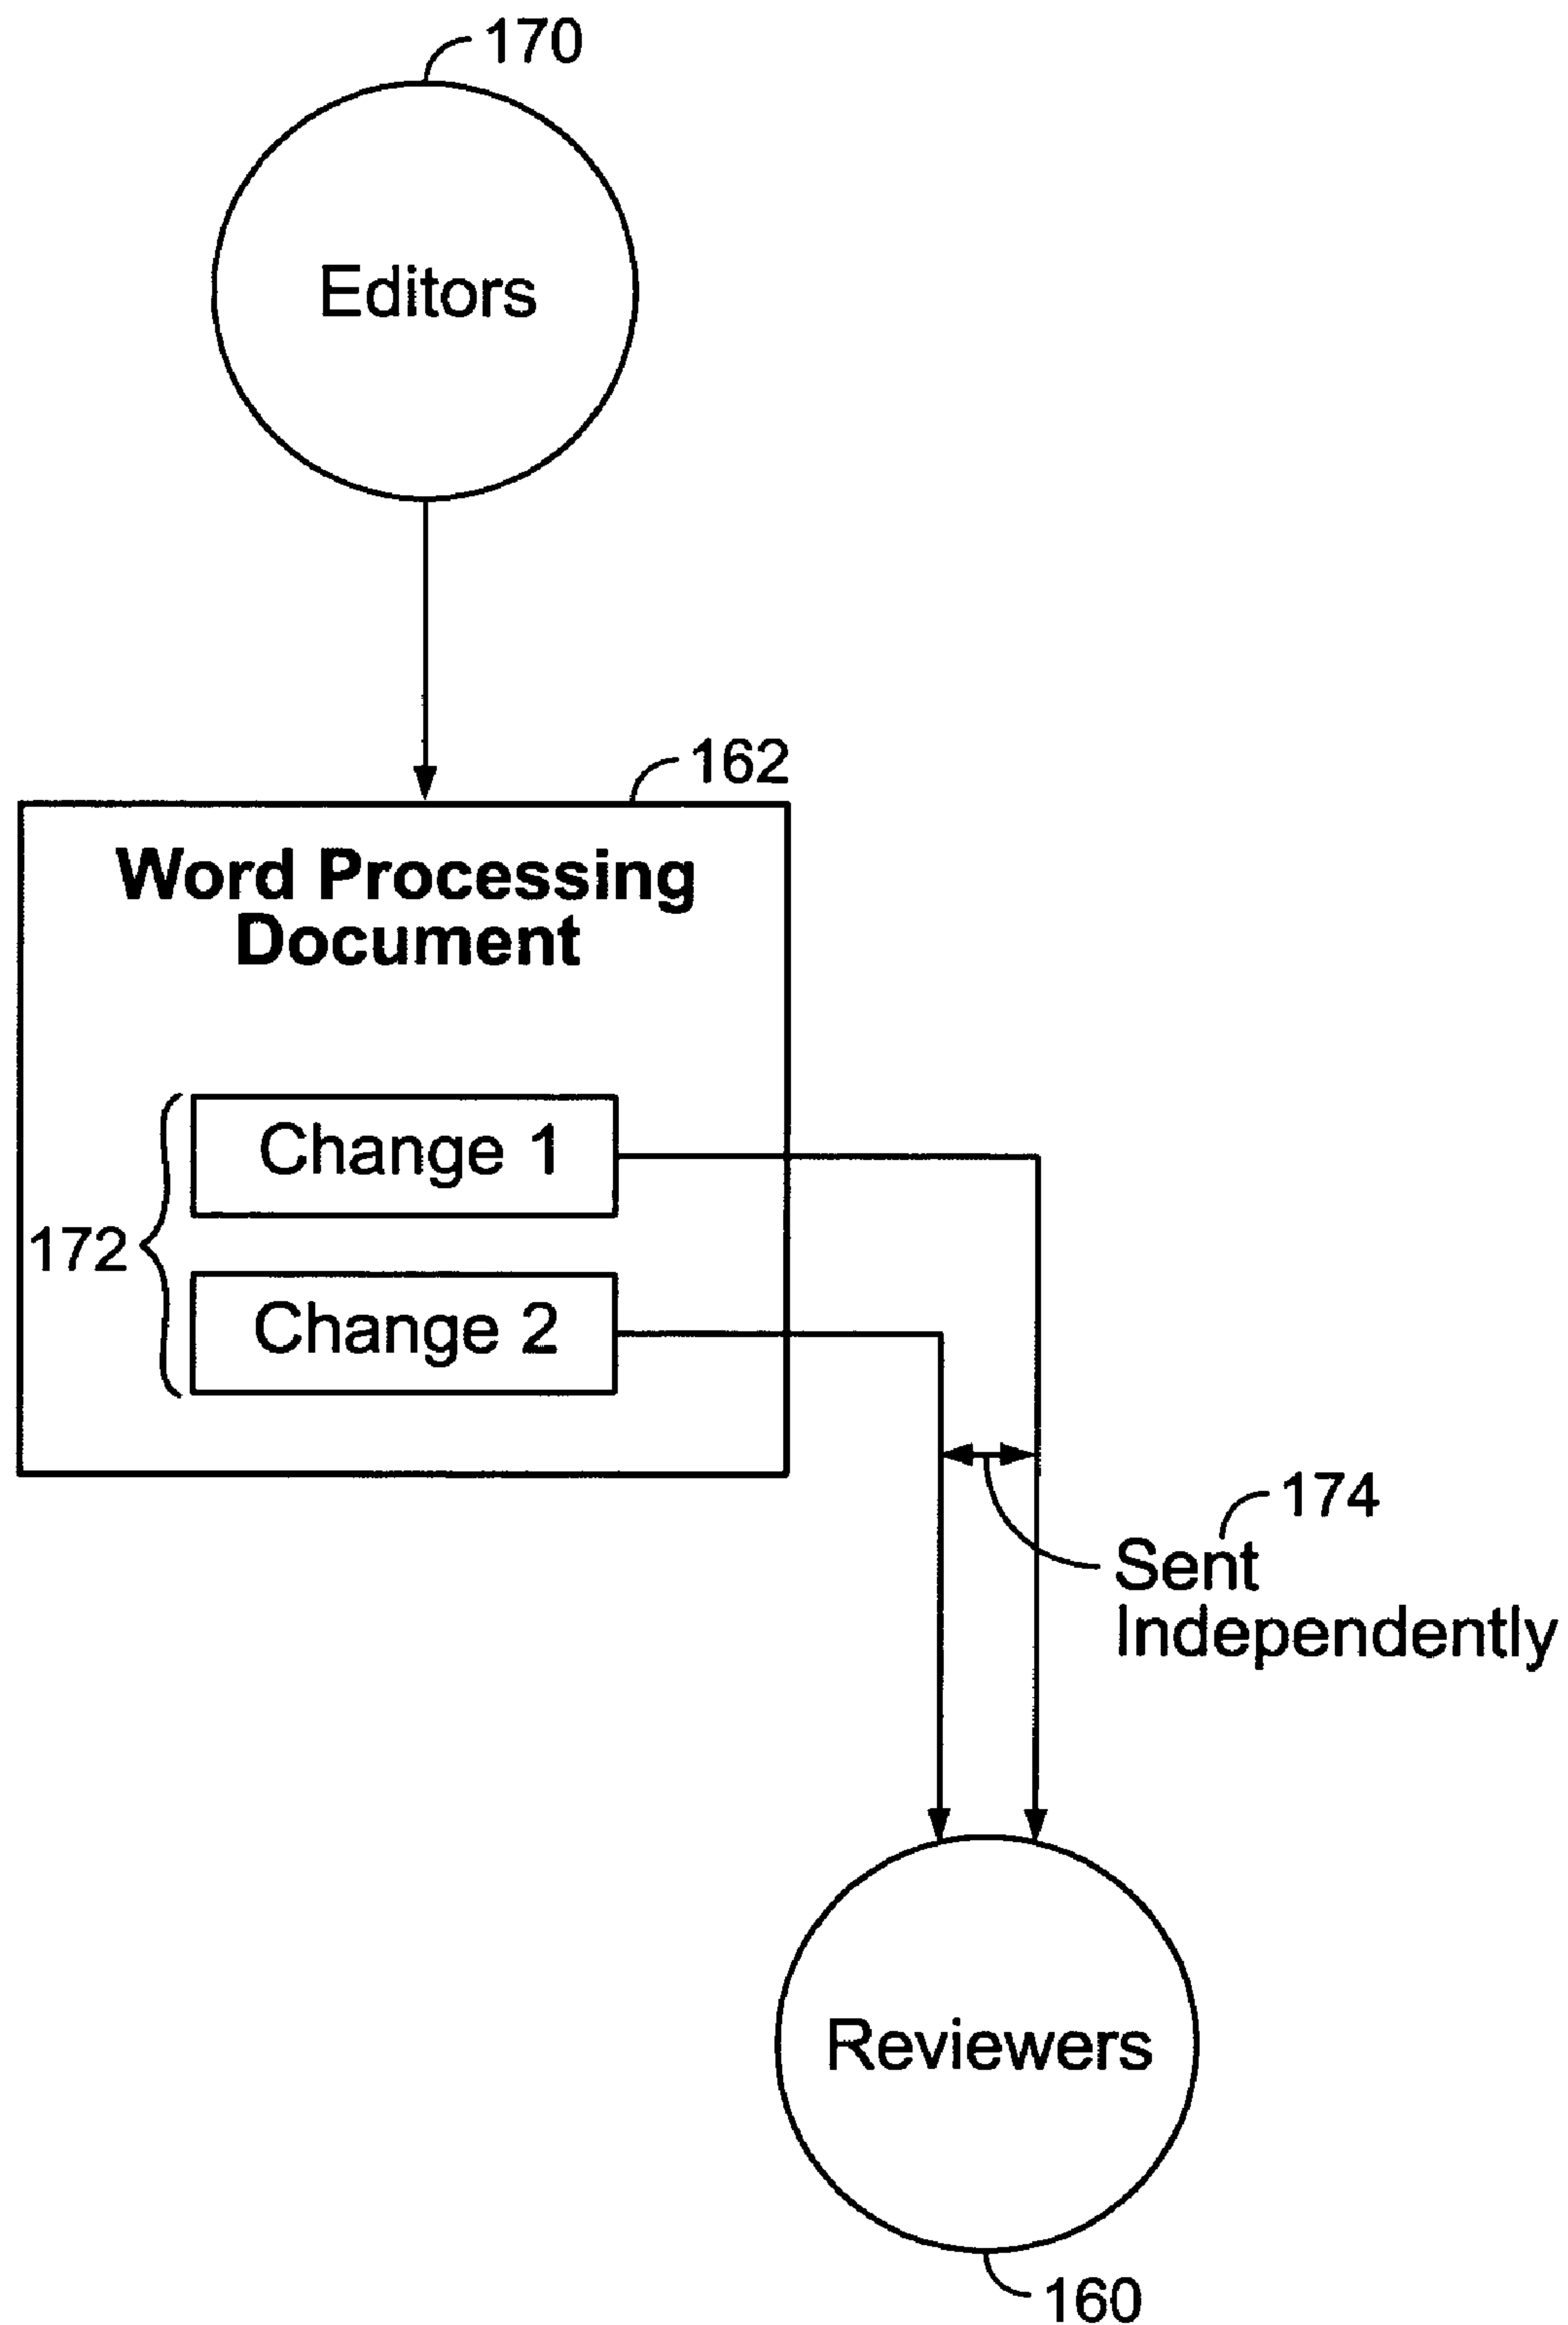 170
Editors
162
Word Processing
Document
Change 1
172
Change 2
174
Sent
Independently
Reviewers
160